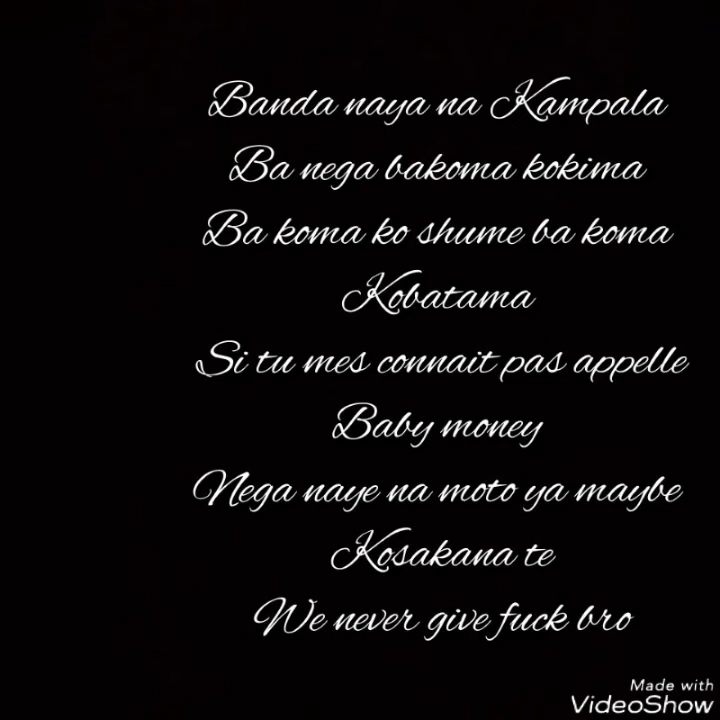 Banda naya na Kampala
Ba nega bakoma kokima
Ba koma ko shume ba koma
Kobatama
Si tu mes connait pas appelle
Baby money
Nega naye na moto ya maybe
Kosakana te
We never give fuck bro
Made with
VideoShow